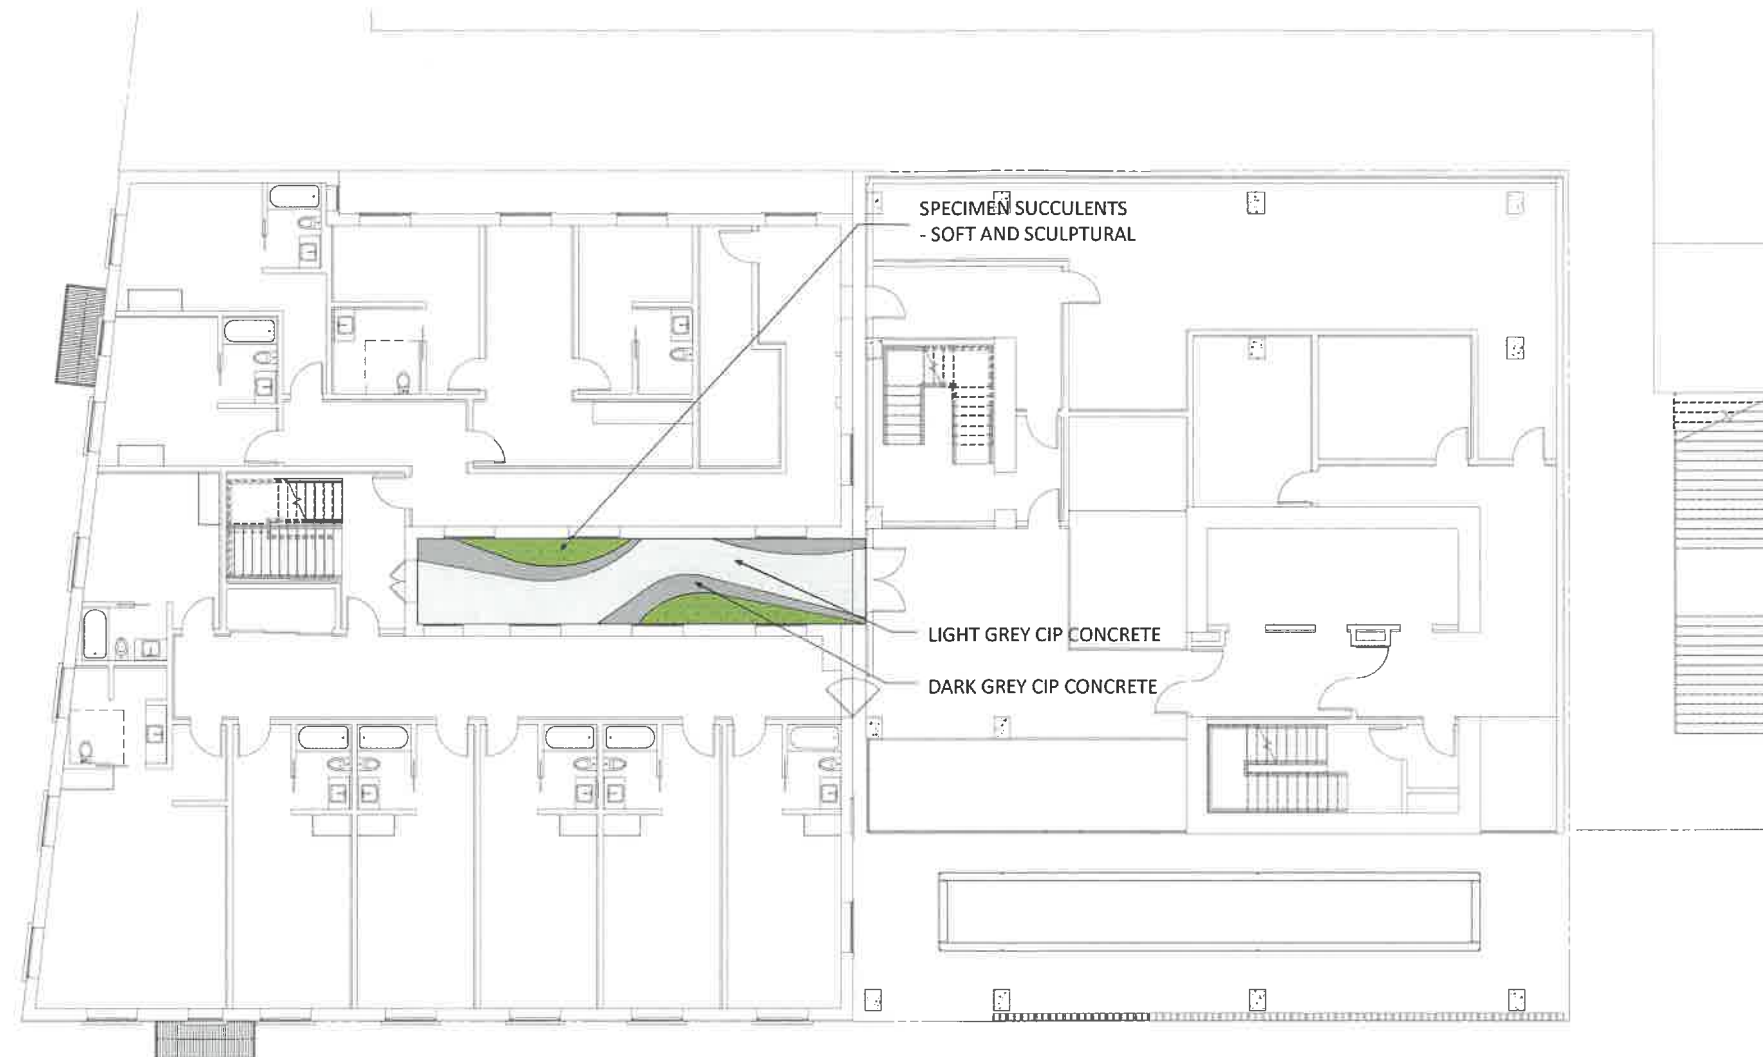 SPECIMEN SUCCULENTS
- SOFT AND SCULPTURAL
LIGHT GREY CIP CONCRETE
DARK GREY CIP CONCRETE